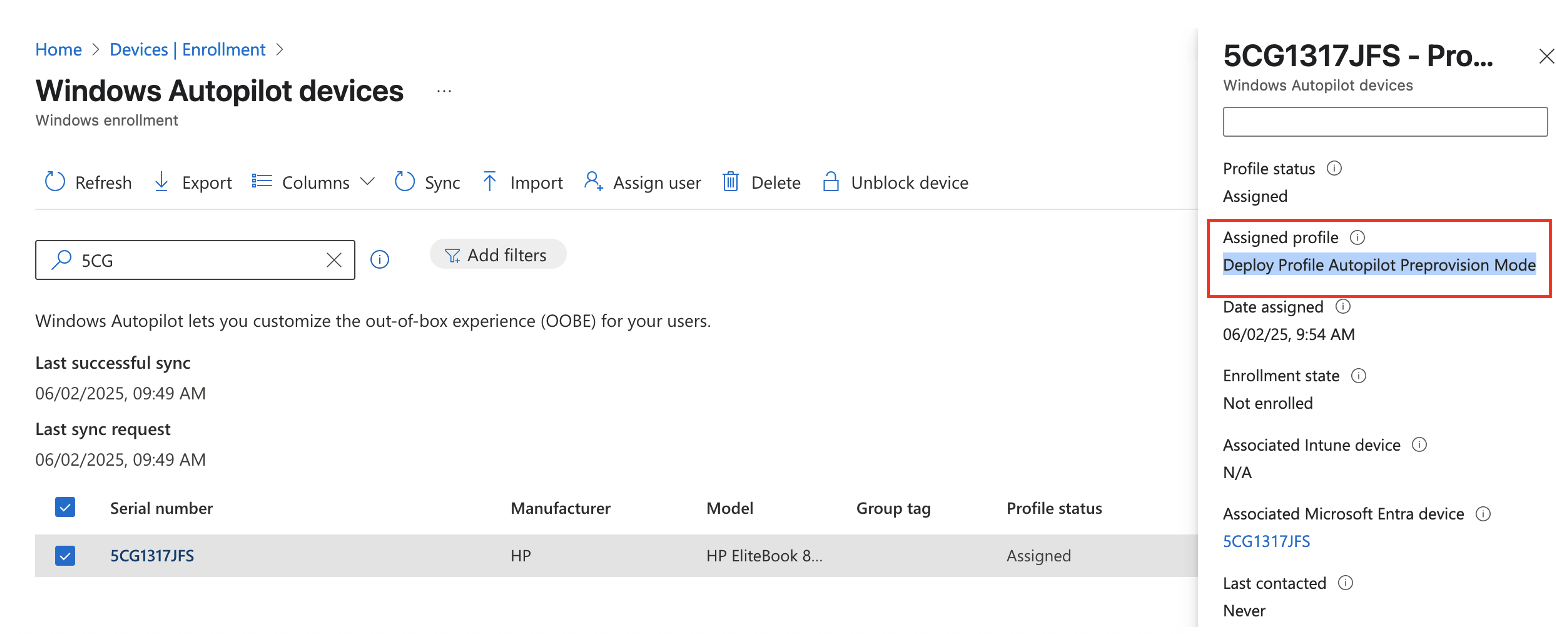 Home > Devices | Enrollment >
Windows Autopilot devices ...
Windows enrollment
Refresh Export Columns Sync Import Assign user Delete Unblock device
5CG
Add filters
Windows Autopilot lets you customize the out-of-box experience (OOBE) for your users.
Last successful sync
06/02/2025, 09:49 AM
Last sync request
06/02/2025, 09:49 AM
Serial number Manufacturer Model Group tag Profile status
5CG1317JFS HP HP EliteBook 8... Assigned
5CG1317JFS - Pro...
Windows Autopilot devices
Profile status
Assigned
Assigned profile
Deploy Profile Autopilot Preprovision Mode
Date assigned
06/02/25, 9:54 AM
Enrollment state
Not enrolled
Associated Intune device
N/A
Associated Microsoft Entra device
5CG1317JFS
Last contacted
Never